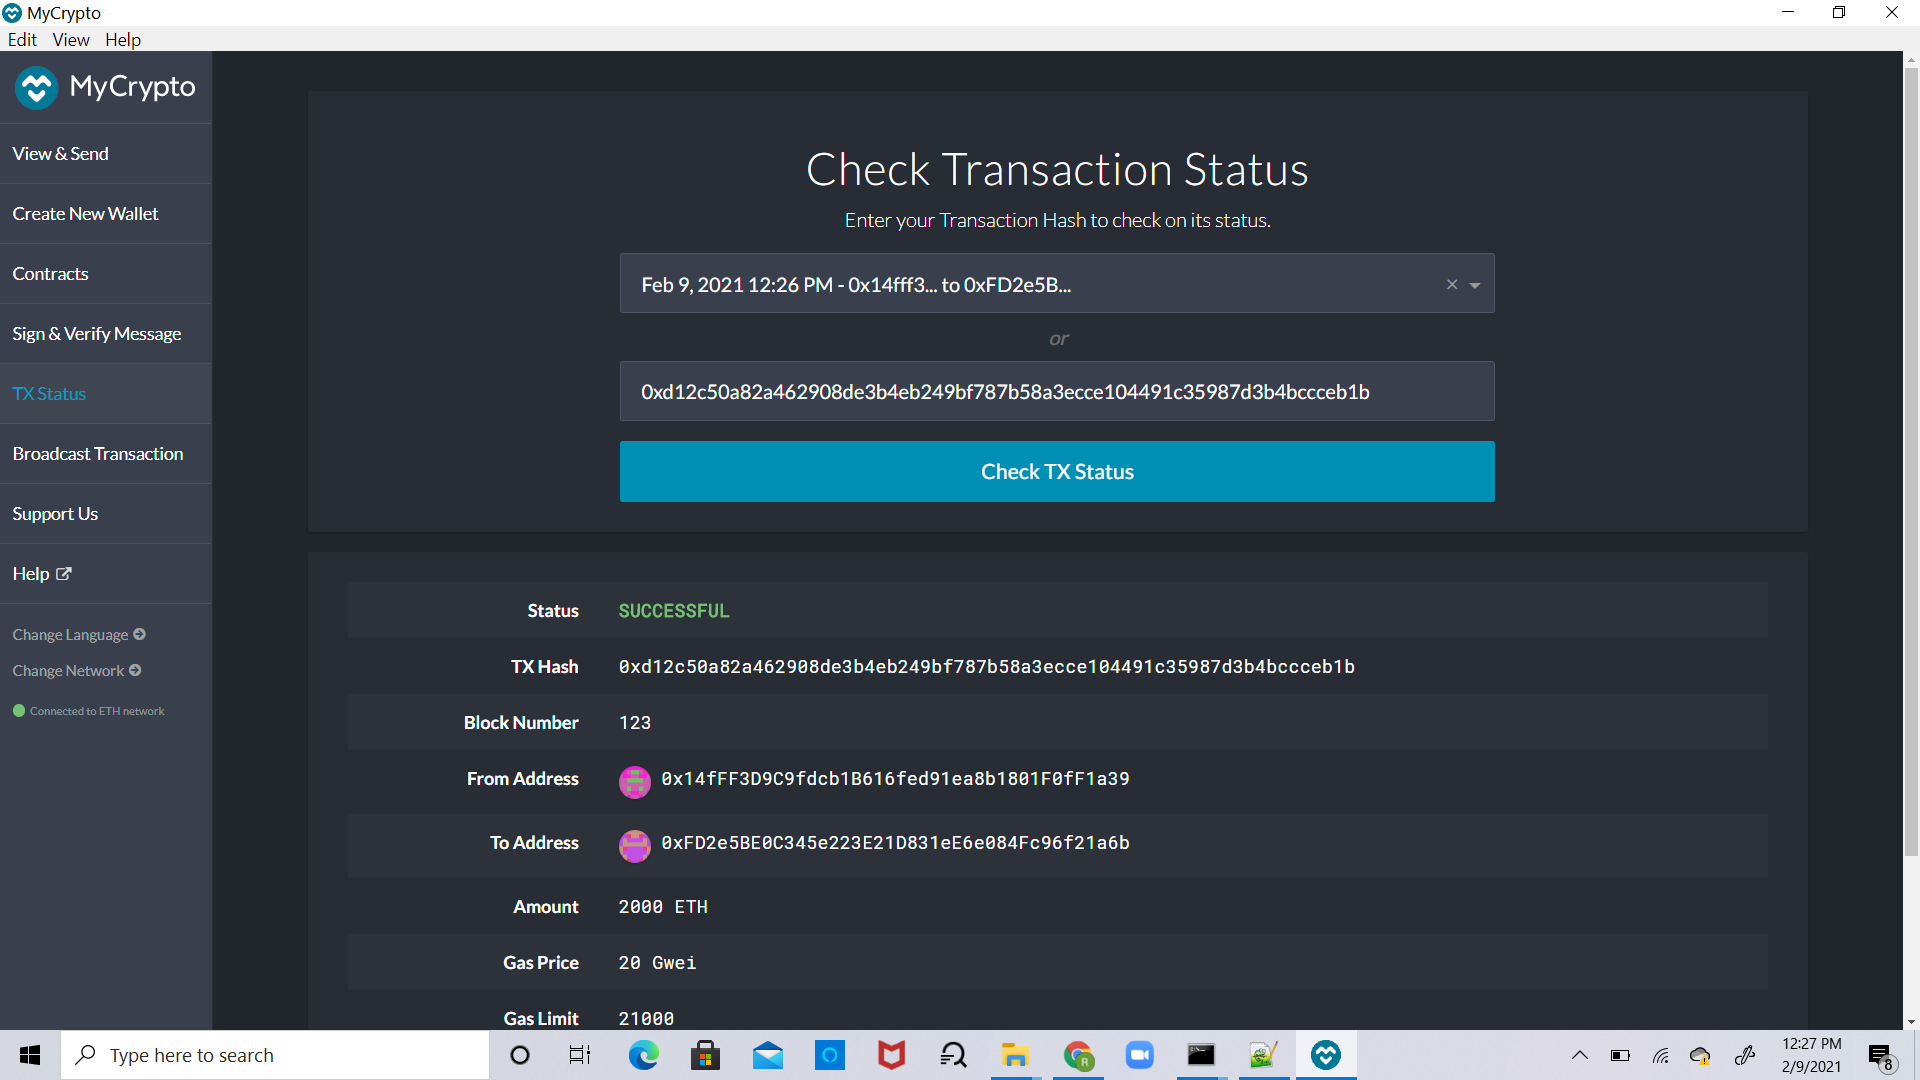 MyCrypto
Edit View Help
MyCrypto
View & Send
Create New Wallet
Contracts
Sign & Verify Message
TX Status
Broadcast Transaction
Support Us
Help
Change Language
Change Network
Connected to ETH network
Check Transaction Status
Enter your Transaction Hash to check on its status.
Feb 9, 2021 12:26 PM - 0x14fff3... to 0xFD2e5B...
or
0xd12c50a82a462908de3b4eb249bf787b58a3ecce104491c35987d3b4bccceb1b
Check TX Status
Status SUCCESSFUL
TX Hash 0xd12c50a82a462908de3b4eb249bf787b58a3ecce104491c35987d3b4bccceb1b
Block Number 123
From Address 0x14fFF3D9C9fdcb1B616fed91ea8b1801F0fF1a39
To Address 0xFD2e5BE0C345e223E21D831eE6e084Fc96f21a6b
Amount 2000 ETH
Gas Price 20 Gwei
Gas Limit 21000
Type here to search
R
12:27 PM
2/9/2021
8